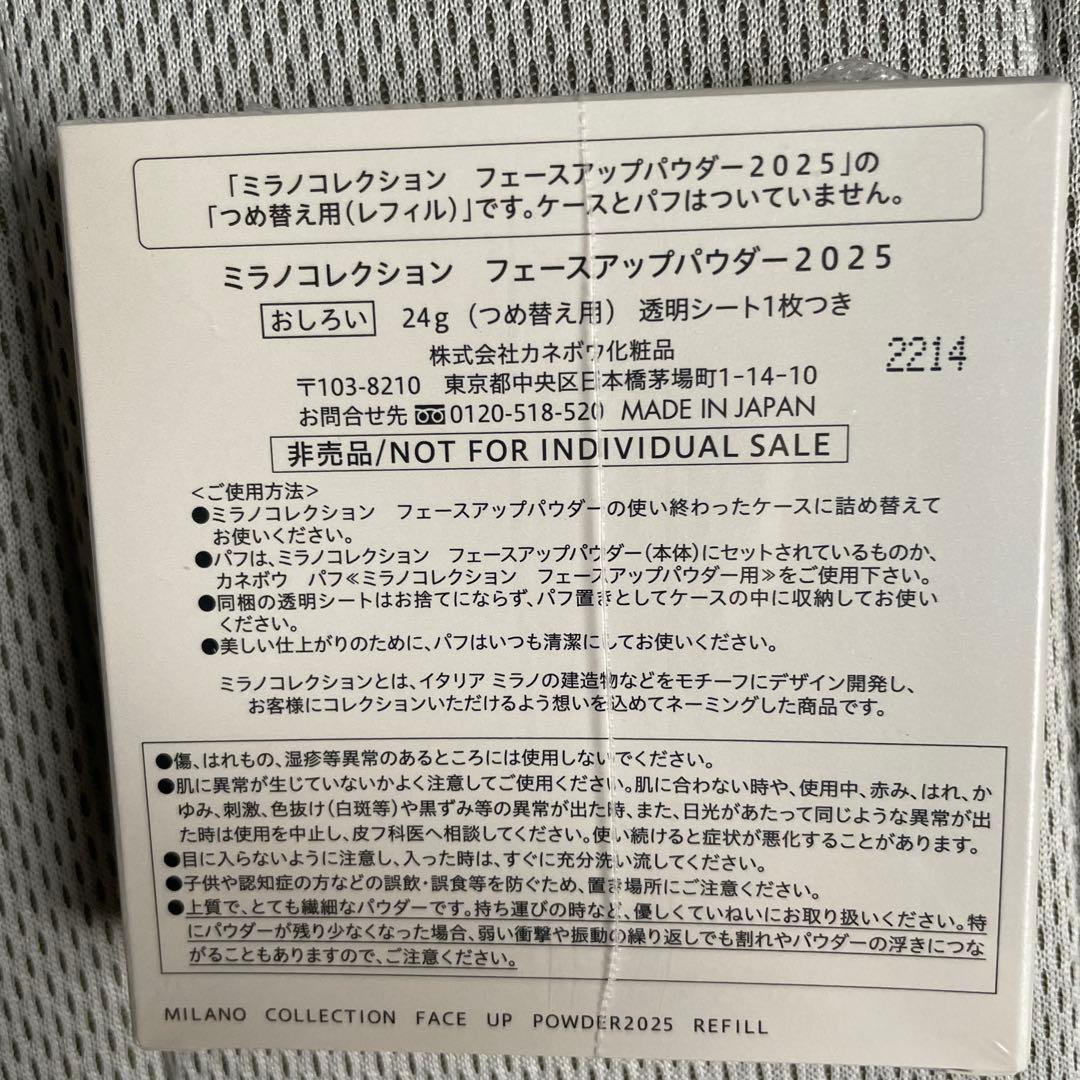 「ミラノコレクション　フェースアップパウダー2025」の
「つめ替え用（レフィル）」です。ケースとパフはついていません。
ミラノコレクション　フェースアップパウダー2025
おしろい　24g（つめ替え用）　透明シート1枚つき
株式会社カネボウ化粧品
2214
〒103-8210　東京都中央区日本橋茅場町1-14-10
お問合せ先 0120-518-520　MADE IN JAPAN
非売品/NOT FOR INDIVIDUAL SALE
＜ご使用方法＞
●ミラノコレクション　フェースアップパウダーの使い終わったケースに詰め替えて
お使いください。
●パフは、ミラノコレクション　フェースアップパウダー（本体）にセットされているものか、
カネボウ　パフ≪ミラノコレクション　フェースアップパウダー用≫をご使用下さい。
●同梱の透明シートはお捨てにならず、パフ置きとしてケースの中に収納してお使い
ください。
●美しい仕上がりのために、パフはいつも清潔にしてお使いください。
ミラノコレクションとは、イタリア ミラノの建造物などをモチーフにデザイン開発し、
お客様にコレクションいただけるよう想いを込めてネーミングした商品です。
●傷、はれもの、湿疹等異常のあるところには使用しないでください。
●肌に異常が生じていないかよく注意してご使用ください。肌に合わない時や、使用中、赤み、はれ、か
ゆみ、刺激、色抜け（白斑等）や黒ずみ等の異常が出た時、また、日光があたって同じような異常が出
た時は使用を中止し、皮フ科医へ相談してください。使い続けると症状が悪化することがあります。
●目に入らないように注意し、入った時は、すぐに充分洗い流してください。
●子供や認知症の方などの誤飲・誤食等を防ぐため、置き場所にご注意ください。
●上質で、とても繊細なパウダーです。持ち運びの時など、優しくていねいにお取り扱いください。特
にパウダーが残り少なくなった場合、弱い衝撃や振動の繰り返しでも割れやパウダーの浮きにつな
がることもありますので、ご注意ください。
MILANO COLLECTION FACE UP POWDER2025 REFILL